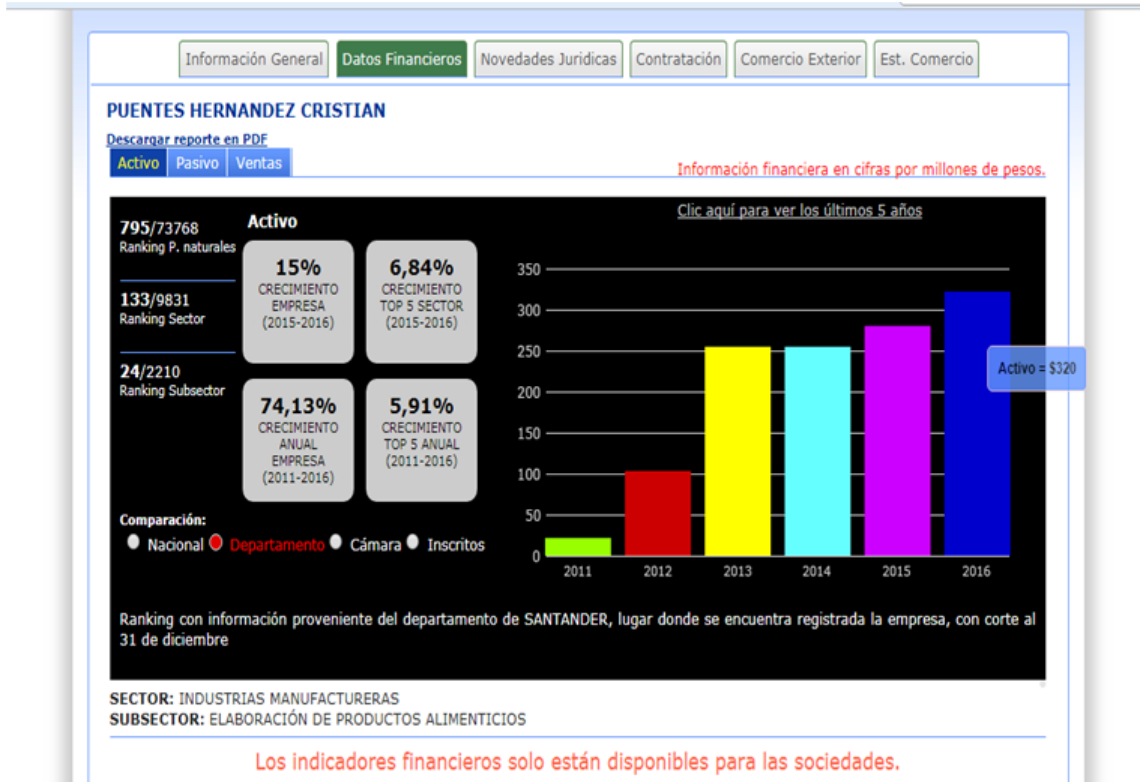 Información General Datos Financieros Novedades Juridicas Contratación Comercio Exterior Est. Comercio
PUENTES HERNANDEZ CRISTIAN
Descargar reporte en PDF
Activo Pasivo Ventas
Información financiera en cifras por millones de pesos.
Clic aquí para ver los últimos 5 años
795/73768
Ranking P. naturales
133/9831
Ranking Sector
24/2210
Ranking Subsector
Activo
15%
CRECIMIENTO
EMPRESA
(2015-2016)
6,84%
CRECIMIENTO
TOP 5 SECTOR
(2015-2016)
74,13%
CRECIMIENTO
ANUAL
EMPRESA
(2011-2016)
5,91%
CRECIMIENTO
TOP 5 ANUAL
(2011-2016)
350
300
250
200
150
100
50
0
2011 2012 2013 2014 2015 2016
Activo = $320
Comparación:
Nacional Departamento Cámara Inscritos
Ranking con información proveniente del departamento de SANTANDER, lugar donde se encuentra registrada la empresa, con corte al
31 de diciembre
SECTOR: INDUSTRIAS MANUFACTURERAS
SUBSECTOR: ELABORACIÓN DE PRODUCTOS ALIMENTICIOS
Los indicadores financieros solo están disponibles para las sociedades.